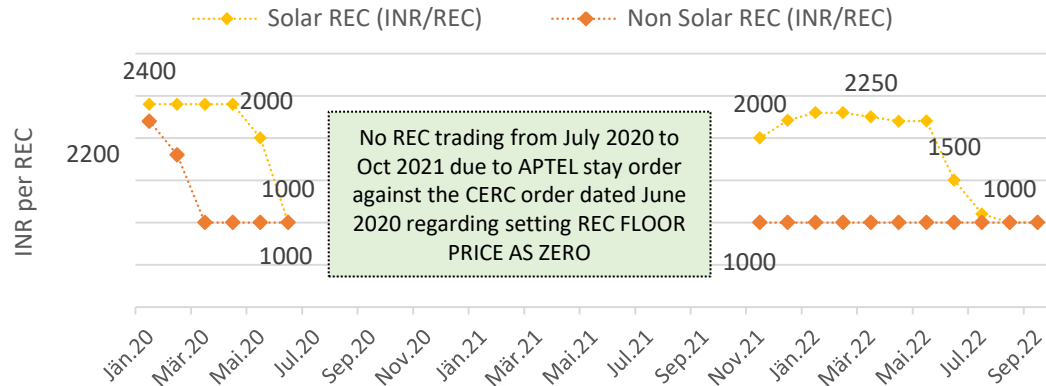 Solar REC (INR/REC) Non Solar REC (INR/REC)
INR per REC
2400
2200
2000
1000
1000
No REC trading from July 2020 to
Oct 2021 due to APTEL stay order
against the CERC order dated June
2020 regarding setting REC FLOOR
PRICE AS ZERO
2000
2250
1500
1000
1000
Jän.20 Mär.20 Mai.20 Jul.20 Sep.20 Nov.20 Jän.21 Mär.21 Mai.21 Jul.21 Sep.21 Nov.21 Jän.22 Mär.22 Mai.22 Jul.22 Sep.22